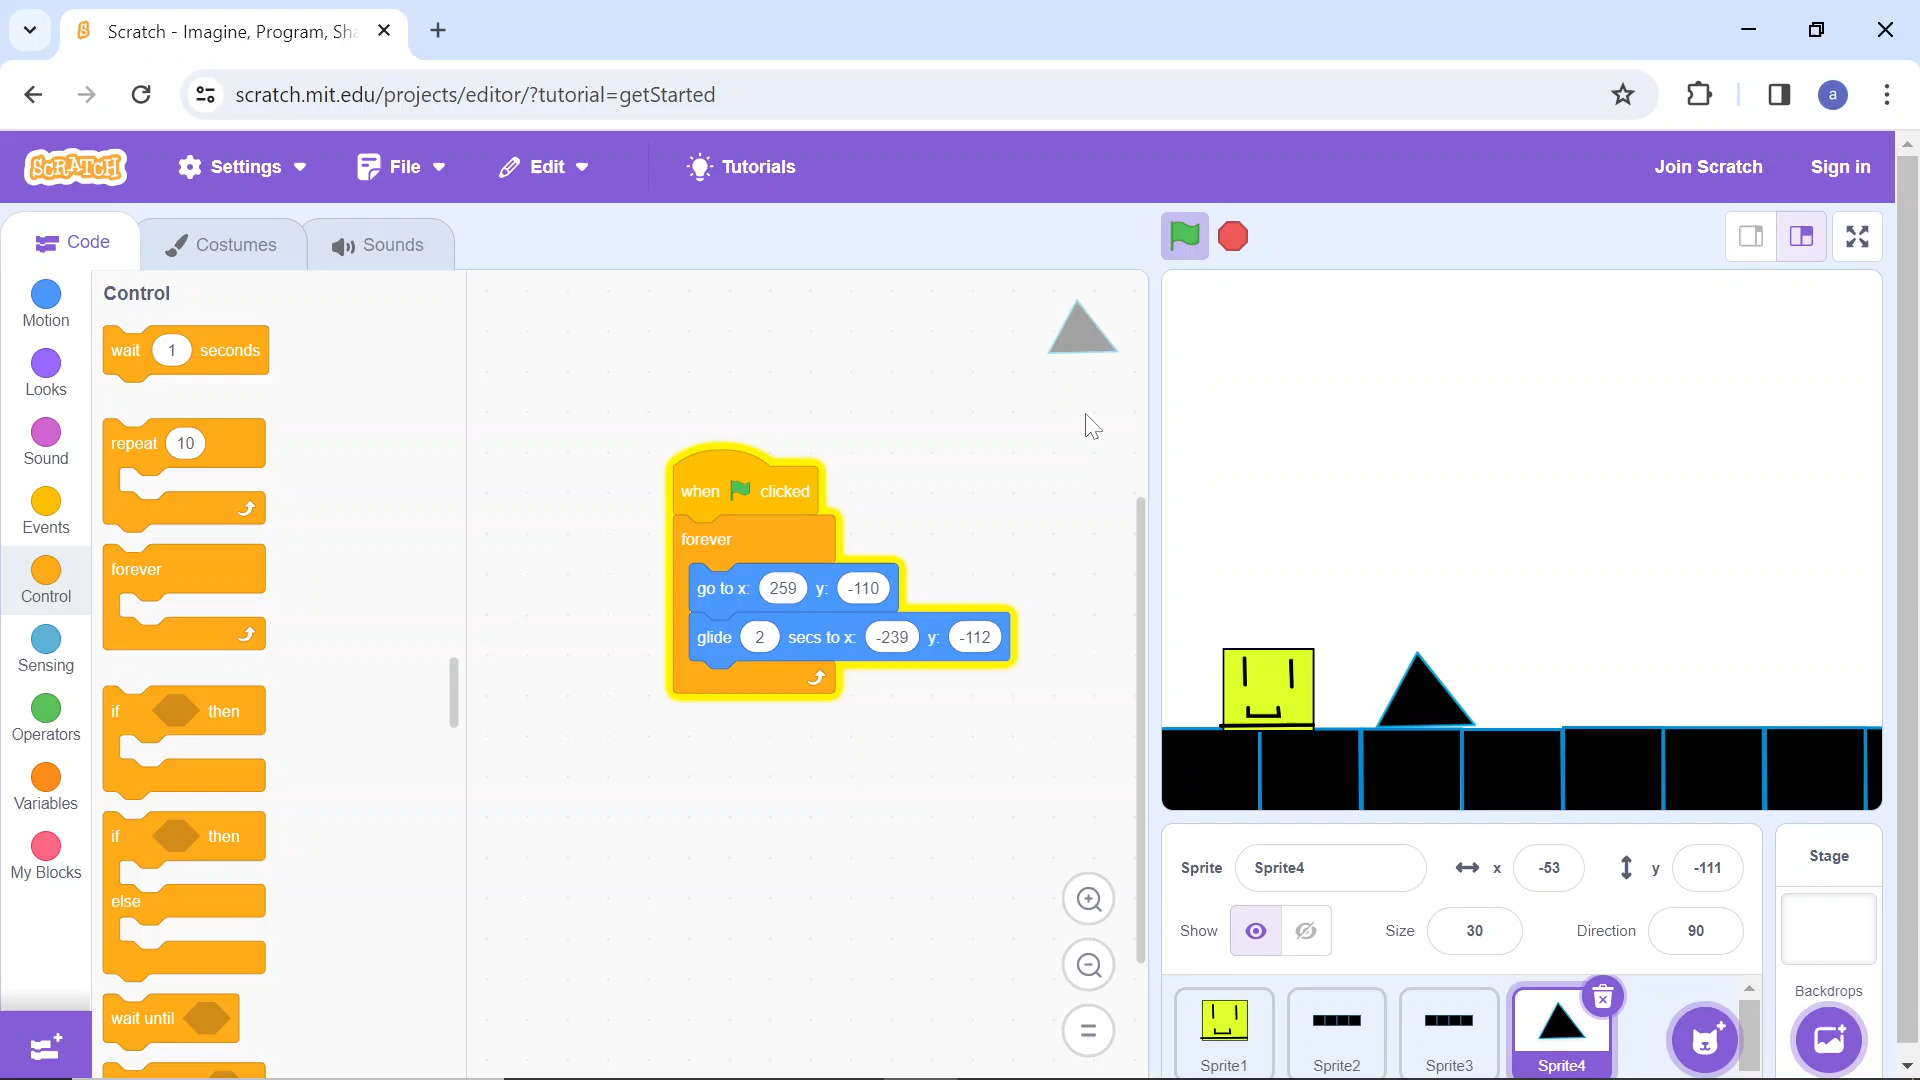 Scratch - Imagine, Program, Sha
scratch.mit.edu/projects/editor/?tutorial=getStarted
a
SCRATCH
Settings
File
Edit
Tutorials
Join Scratch
Sign in
Code
Costumes
Sounds
Motion
Looks
Sound
Events
Control
Sensing
Operators
Variables
My Blocks
Control
wait 1 seconds
repeat 10
forever
if then
if then
else
wait until
when clicked
forever
go to x: 259 y: -110
glide 2 secs to x: -239 y: -112
Sprite Sprite4 x -53 y -111
Show Size 30 Direction 90
Sprite1
Sprite2
Sprite3
Sprite4
Stage
Backdrops